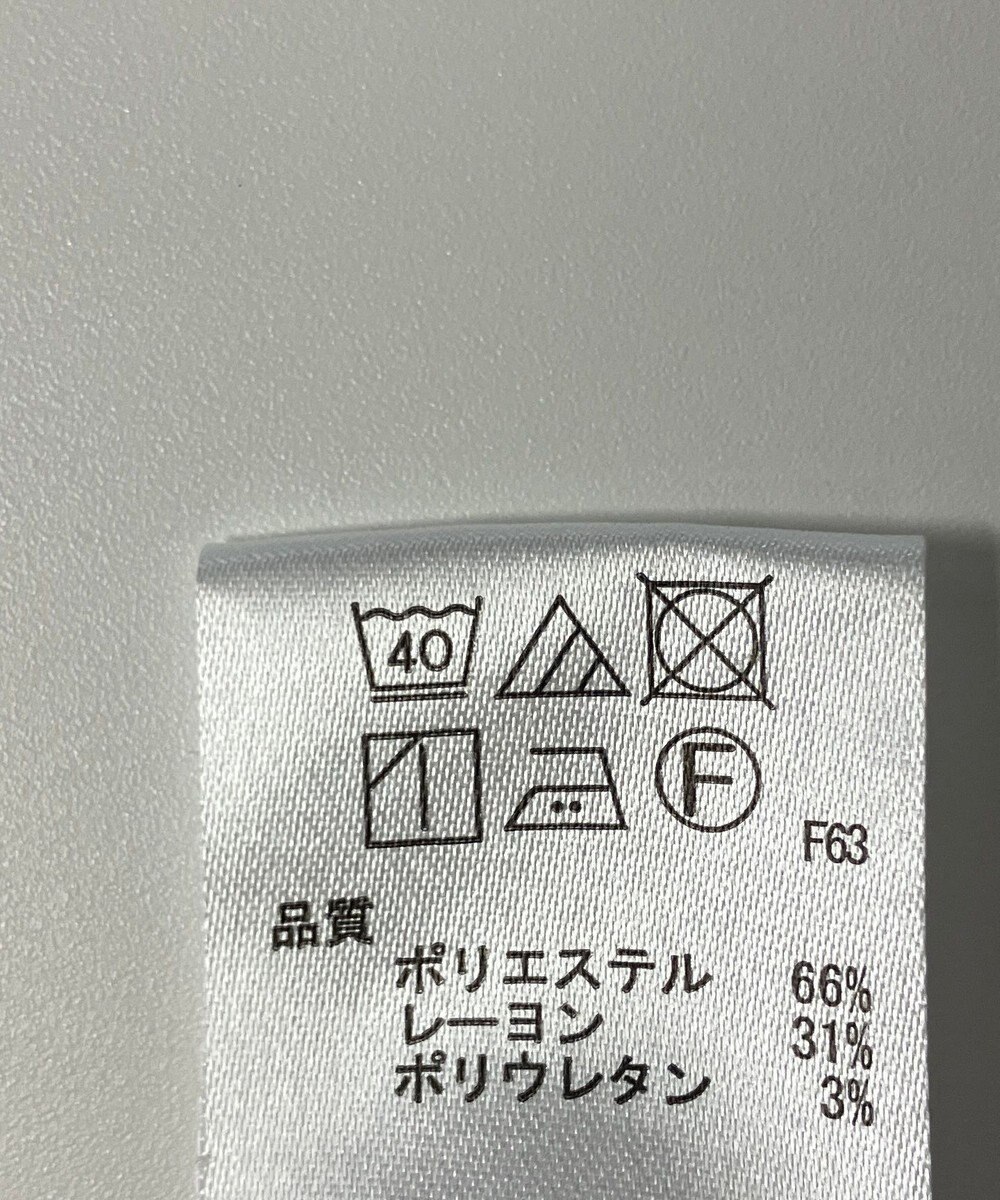 40
F
F63
品質
ポリエステル 66%
レーヨン 31%
ポリウレタン 3%